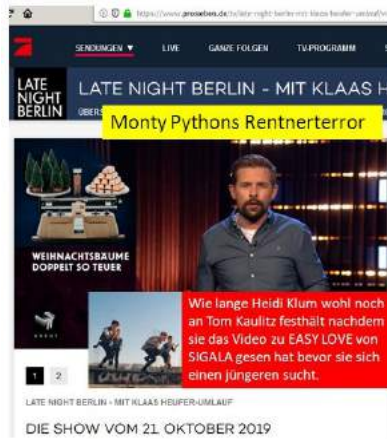 https://www.prosieben.de/tv/late-night-berlin-mit-klaas-heufer-umlauf/
SENDUNGEN ▼ LIVE GANZE FOLGEN TV-PROGRAMM
LATE
NIGHT
BERLIN
LATE NIGHT BERLIN - MIT KLAAS H
Monty Pythons Rentnerterror
WEIHNACHTSBÄUME
DOPPELT SO TEUER
Wie lange Heidi Klum wohl noch
an Tom Kaulitz festhält nachdem
sie das Video zu EASY LOVE von
SIGALA gesen hat bevor sie sich
einen jüngeren sucht.
1 2
LATE NIGHT BERLIN - MIT KLAAS HEUFER-UMLAUF
DIE SHOW VOM 21. OKTOBER 2019